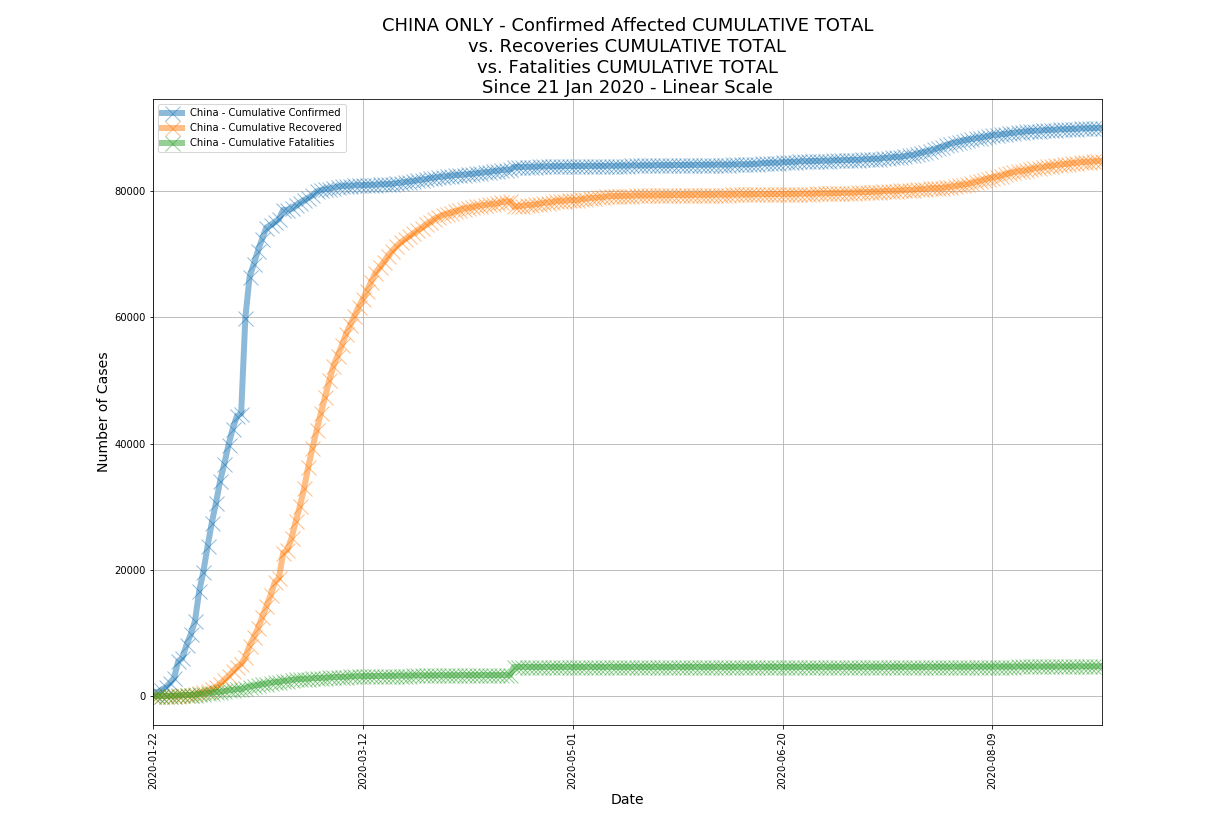 CHINA ONLY - Confirmed Affected CUMULATIVE TOTAL
vs. Recoveries CUMULATIVE TOTAL
vs. Fatalities CUMULATIVE TOTAL
Since 21 Jan 2020 - Linear Scale
China - Cumulative Confirmed
China - Cumulative Recovered
China - Cumulative Fatalities
Number of Cases
80000
60000
40000
20000
0
2020-01-22
2020-03-12
2020-05-01
2020-06-20
2020-08-09
Date